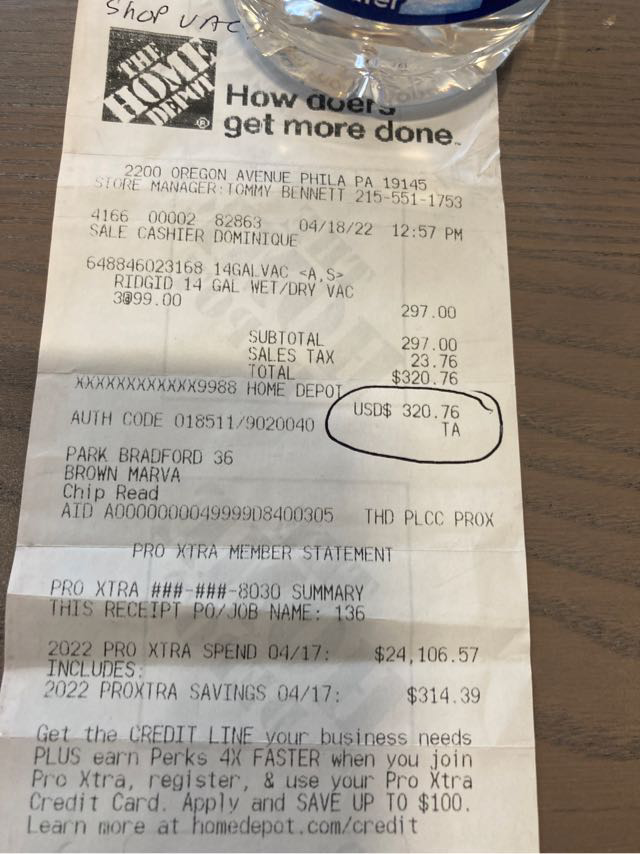 SHOP VAC
THE
HOME
DEPOT
How doers
get more done.
2200 OREGON AVENUE PHILA PA 19145
STORE MANAGER:TOMMY BENNETT 215-551-1753
4166 00002 82863 04/18/22 12:57 PM
SALE CASHIER DOMINIQUE
648846023168 14GALVAC <A,S>
RIDGID 14 GAL WET/DRY VAC
3@99.00
297.00
SUBTOTAL 297.00
SALES TAX 23.76
TOTAL $320.76
XXXXXXXXXXXX9988 HOME DEPOT
USD$ 320.76
AUTH CODE 018511/9020040 TA
PARK BRADFORD 36
BROWN MARVA
Chip Read
AID A0000000049999D8400305 THD PLCC PROX
PRO XTRA MEMBER STATEMENT
PRO XTRA ###-###-8030 SUMMARY
THIS RECEIPT PO/JOB NAME: 136
2022 PRO XTRA SPEND 04/17: $24,106.57
INCLUDES:
2022 PROXTRA SAVINGS 04/17: $314.39
Get the CREDIT LINE your business needs
PLUS earn Perks 4X FASTER when you join
Pro Xtra, register, & use your Pro Xtra
Credit Card. Apply and SAVE UP TO $100.
Learn more at homedepot.com/credit